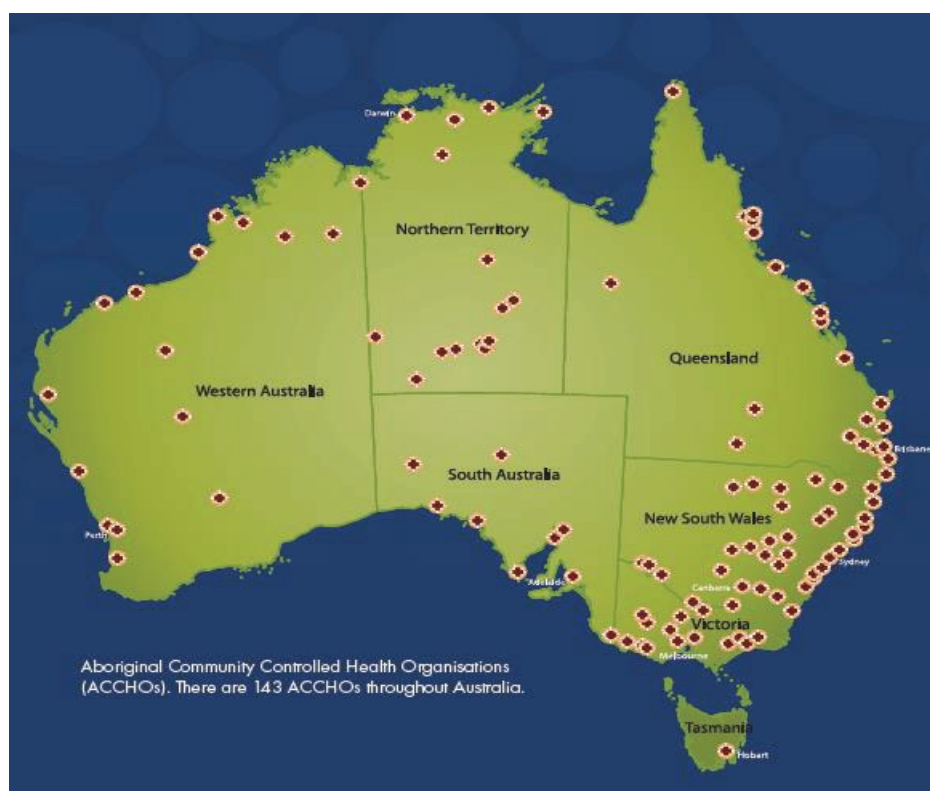 Darwin
Northern Territory
Queensland
Western Australia
Brisbane
South Australia
New South Wales
Perth
Sydney
Adelaide
Canberra
Victoria
Melbourne
Aboriginal Community Controlled Health Organisations
(ACCHOs). There are 143 ACCHOs throughout Australia.
Tasmania
Hobart